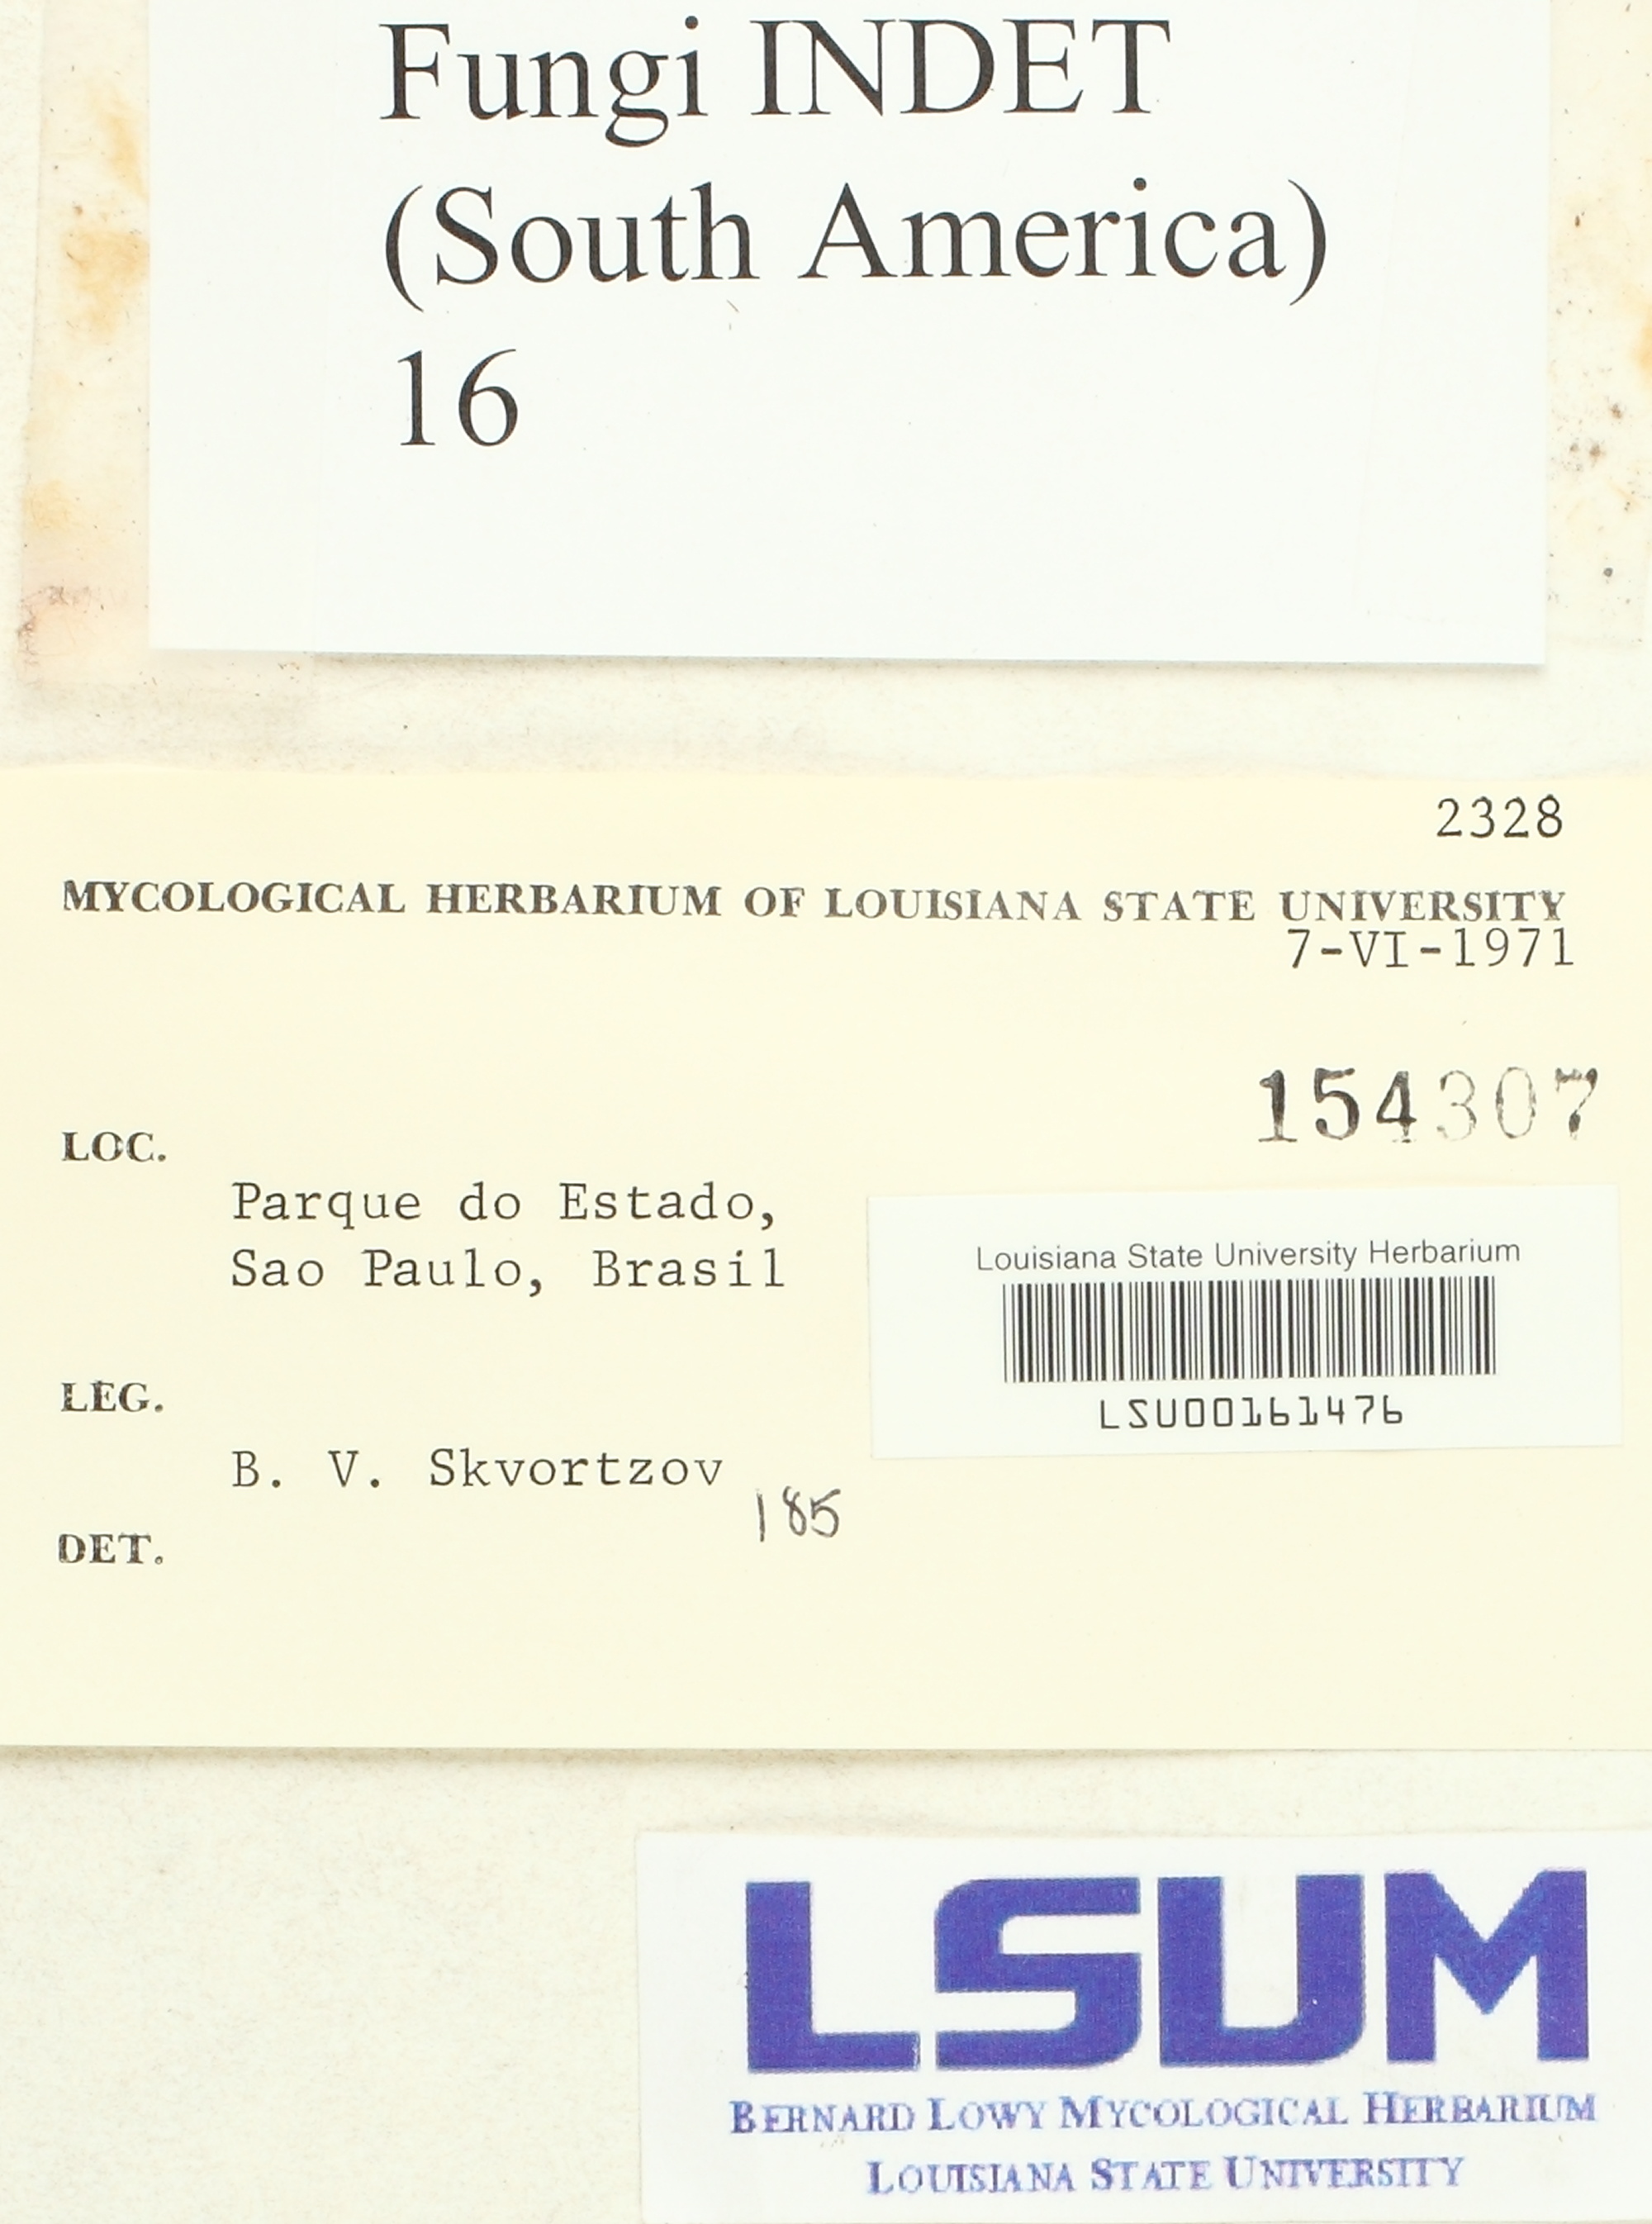 Fungi INDET
(South America)
16
2328
MYCOLOGICAL HERBARIUM OF LOUISIANA STATE UNIVERSITY
7-VI-1971
154307
LOC.
Parque do Estado,
Sao Paulo, Brasil
Louisiana State University Herbarium
LSU00161476
LEG.
B. V. Skvortzov
185
DET.
LSUM
BERNARD LOWY MYCOLOGICAL HERBARIUM
LOUISIANA STATE UNIVERSITY